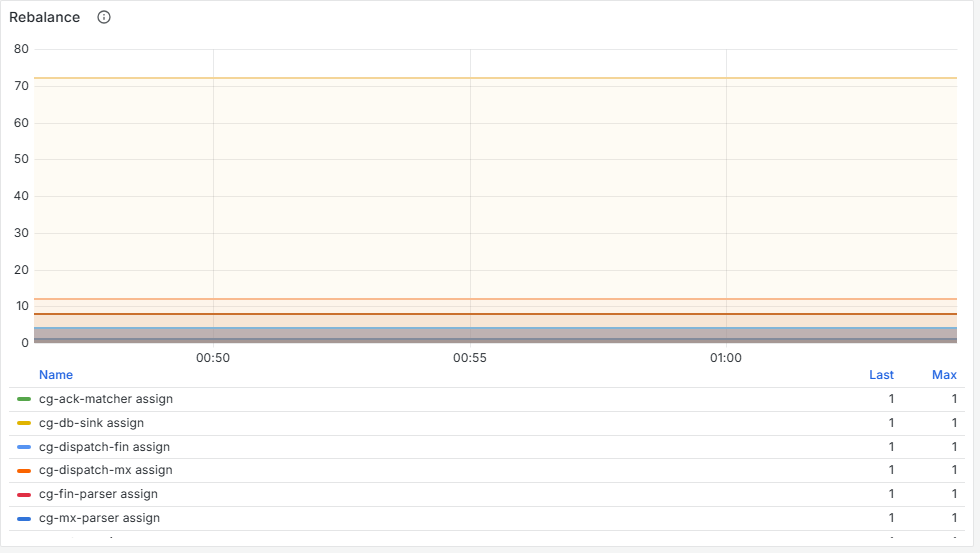 Rebalance
80
70
60
50
40
30
20
10
0
00:50 00:55 01:00
Name Last Max
cg-ack-matcher assign 1 1
cg-db-sink assign 1 1
cg-dispatch-fin assign 1 1
cg-dispatch-mx assign 1 1
cg-fin-parser assign 1 1
cg-mx-parser assign 1 1